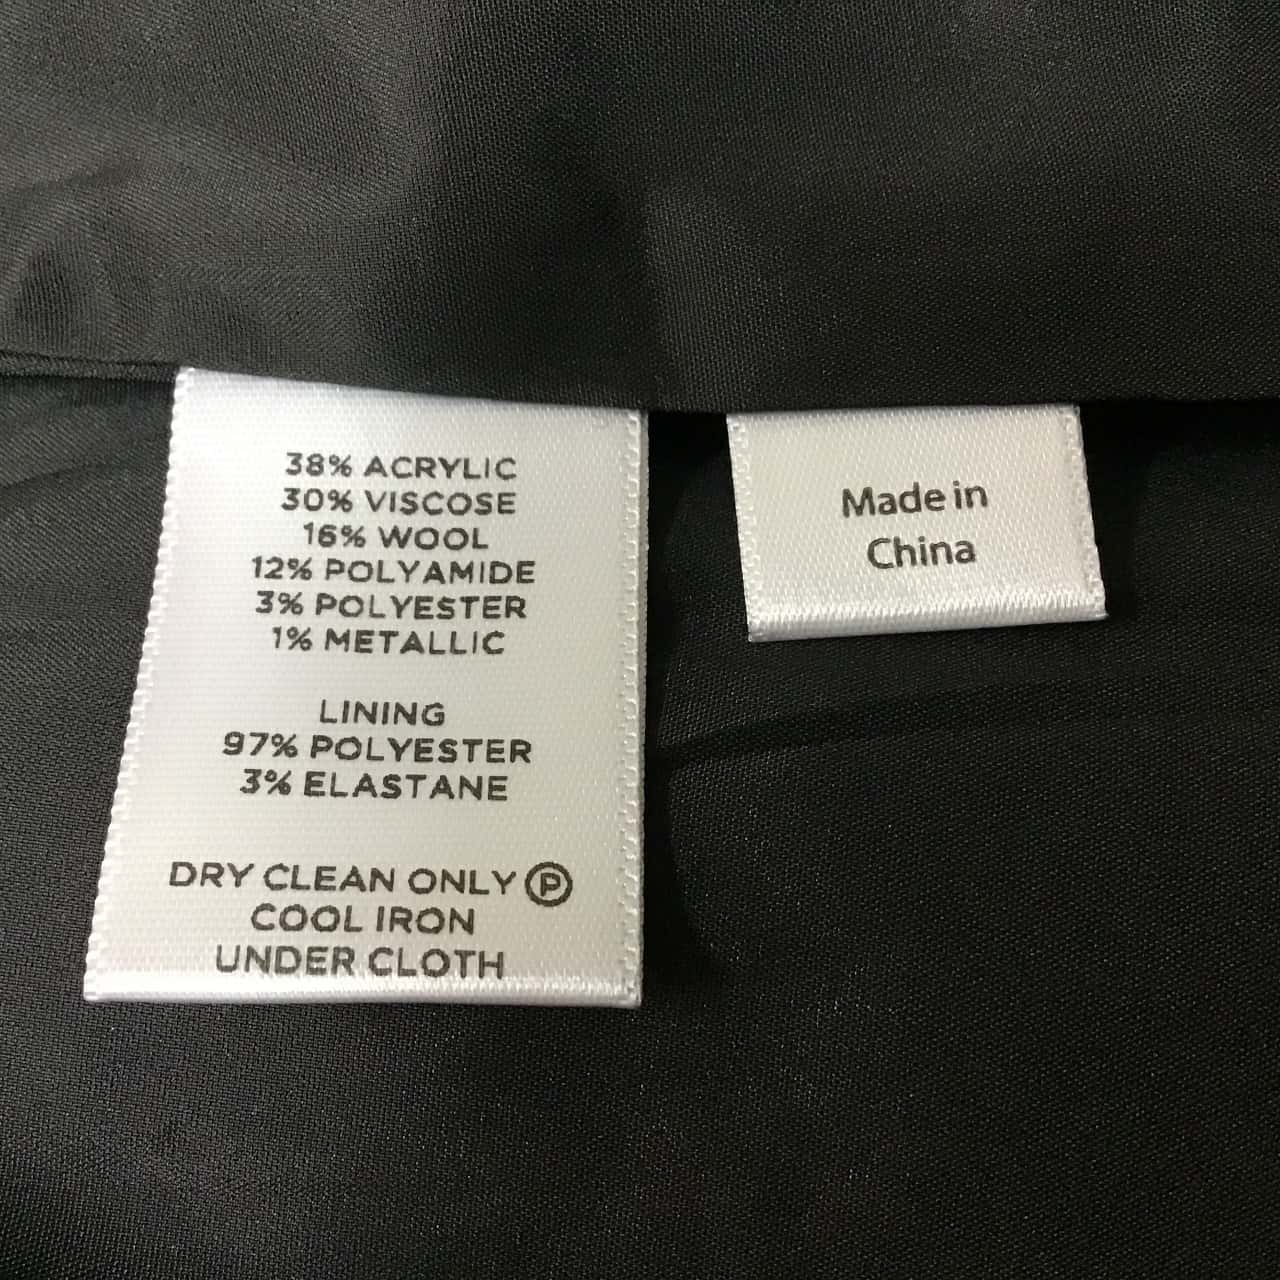 38% ACRYLIC
30% VISCOSE
16% WOOL
12% POLYAMIDE
3% POLYESTER
1% METALLIC
LINING
97% POLYESTER
3% ELASTANE
DRY CLEAN ONLY Ⓟ
COOL IRON
UNDER CLOTH
Made in
China